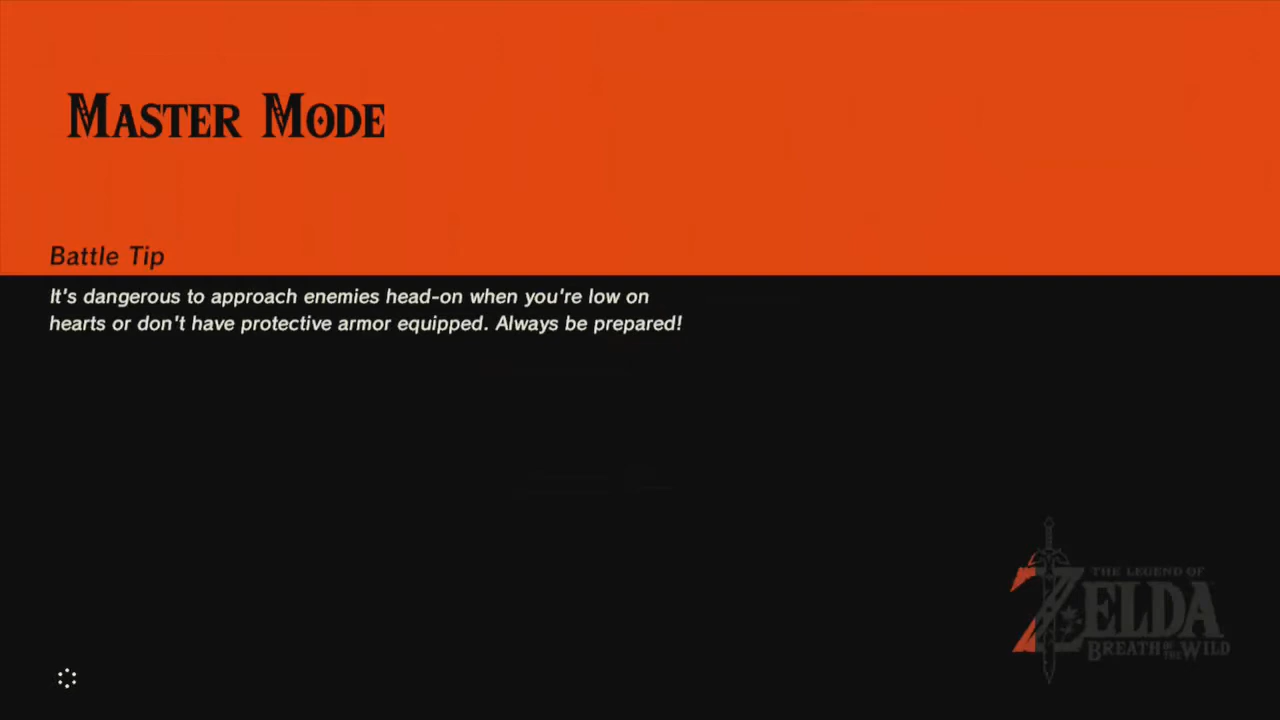 Master Mode
Battle Tip
It's dangerous to approach enemies head-on when you're low on
hearts or don't have protective armor equipped. Always be prepared!
THE LEGEND OF
ZELDA
BREATH OF THE WILD